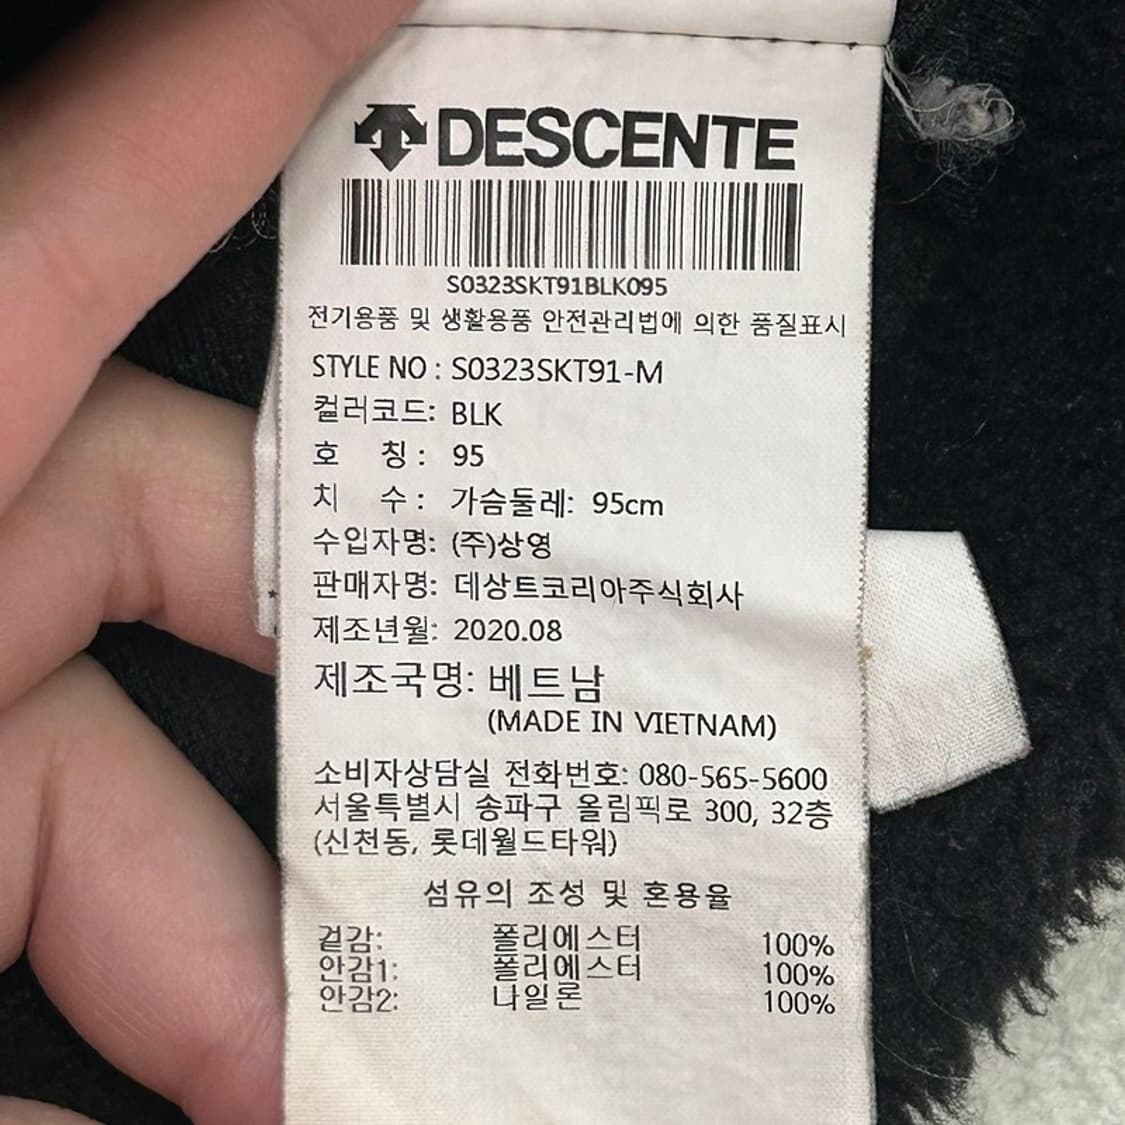 DESCENTE
S0323SKT91BLK095
전기용품 및 생활용품 안전관리법에 의한 품질표시
STYLE NO : S0323SKT91-M
컬러코드: BLK
호 칭 : 95
치 수 : 가슴둘레: 95cm
수입자명: (주)상영
판매자명: 데상트코리아주식회사
제조년월: 2020.08
제조국명: 베트남
(MADE IN VIETNAM)
소비자상담실 전화번호: 080-565-5600
서울특별시 송파구 올림픽로 300, 32층
(신천동, 롯데월드타워)
섬유의 조성 및 혼용율
겉감: 폴리에스터 100%
안감1: 폴리에스터 100%
안감2: 나일론 100%